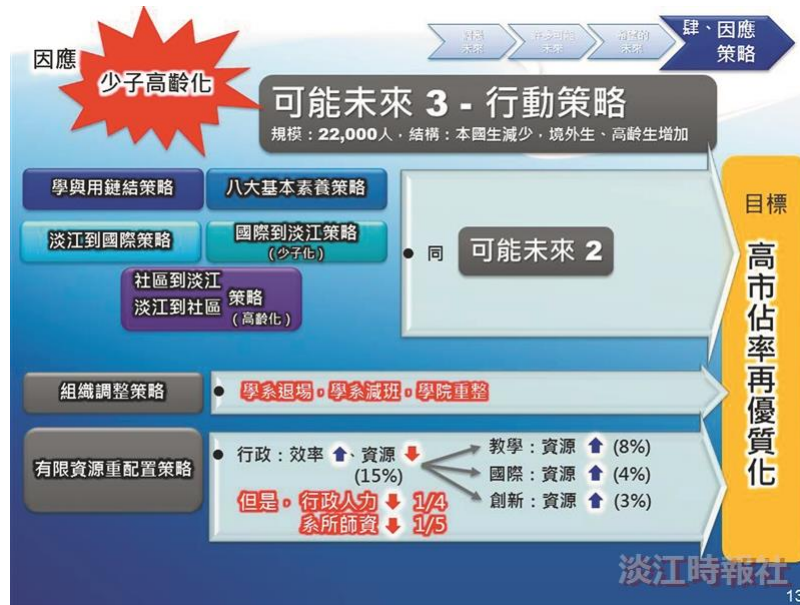 因應
少子高齡化
未來
未來
未來
肆、因應
策略
可能未來 3 - 行動策略
規模：22,000人，結構：本國生減少，境外生、高齡生增加
學與用鏈結策略
八大基本素養策略
淡江到國際策略
國際到淡江策略
(少子化)
社區到淡江
淡江到社區
策略
(高齡化)
● 同
可能未來 2
目標
高市佔率再優質化
組織調整策略
● 學系退場，學系減班，學院重整
有限資源重配置策略
● 行政：效率⬆、資源⬇
(15%)
教學：資源 ⬆ (8%)
國際：資源 ⬆ (4%)
創新：資源 ⬆ (3%)
但是，行政人力⬇ 1/4
系所師資⬇ 1/5
淡江時報社
13